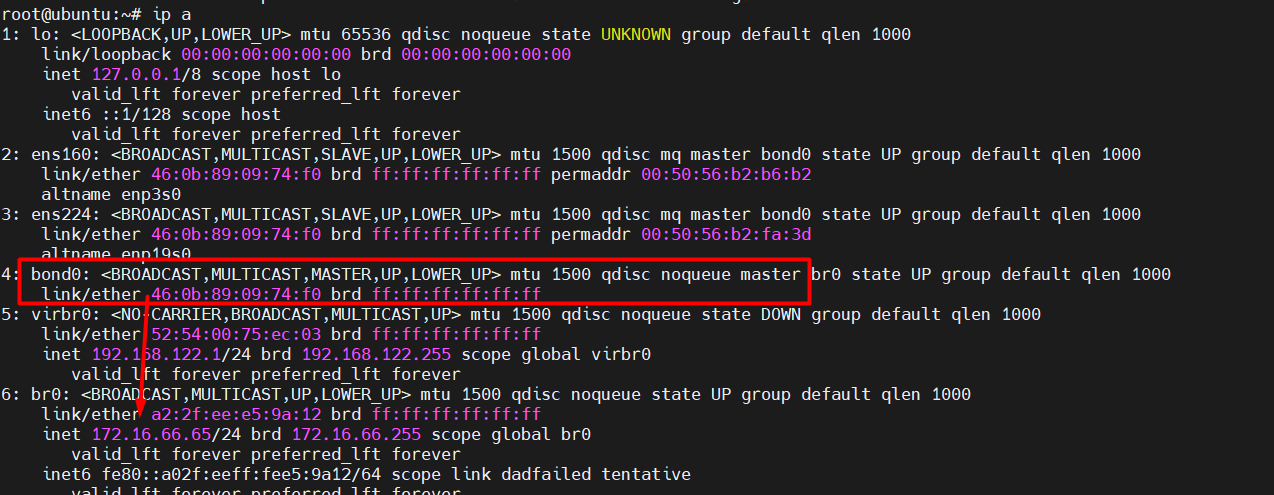 root@ubuntu:~# ip a
1: lo: <LOOPBACK,UP,LOWER_UP> mtu 65536 qdisc noqueue state UNKNOWN group default qlen 1000
link/loopback 00:00:00:00:00:00 brd 00:00:00:00:00:00
inet 127.0.0.1/8 scope host lo
valid_lft forever preferred_lft forever
inet6 ::1/128 scope host
valid_lft forever preferred_lft forever
2: ens160: <BROADCAST,MULTICAST,SLAVE,UP,LOWER_UP> mtu 1500 qdisc mq master bond0 state UP group default qlen 1000
link/ether 46:0b:89:09:74:f0 brd ff:ff:ff:ff:ff:ff permaddr 00:50:56:b2:b6:b2
altname enp3s0
3: ens224: <BROADCAST,MULTICAST,SLAVE,UP,LOWER_UP> mtu 1500 qdisc mq master bond0 state UP group default qlen 1000
link/ether 46:0b:89:09:74:f0 brd ff:ff:ff:ff:ff:ff permaddr 00:50:56:b2:fa:3d
altname enp19s0
4: bond0: <BROADCAST,MULTICAST,MASTER,UP,LOWER_UP> mtu 1500 qdisc noqueue master br0 state UP group default qlen 1000
link/ether 46:0b:89:09:74:f0 brd ff:ff:ff:ff:ff:ff
5: virbr0: <NO-CARRIER,BROADCAST,MULTICAST,UP> mtu 1500 qdisc noqueue state DOWN group default qlen 1000
link/ether 52:54:00:75:ec:03 brd ff:ff:ff:ff:ff:ff
inet 192.168.122.1/24 brd 192.168.122.255 scope global virbr0
valid_lft forever preferred_lft forever
6: br0: <BROADCAST,MULTICAST,UP,LOWER_UP> mtu 1500 qdisc noqueue state UP group default qlen 1000
link/ether a2:2f:ee:e5:9a:12 brd ff:ff:ff:ff:ff:ff
inet 172.16.66.65/24 brd 172.16.66.255 scope global br0
valid_lft forever preferred_lft forever
inet6 fe80::a02f:eeff:fee5:9a12/64 scope link dadfailed tentative
valid_lft forever preferred_lft forever